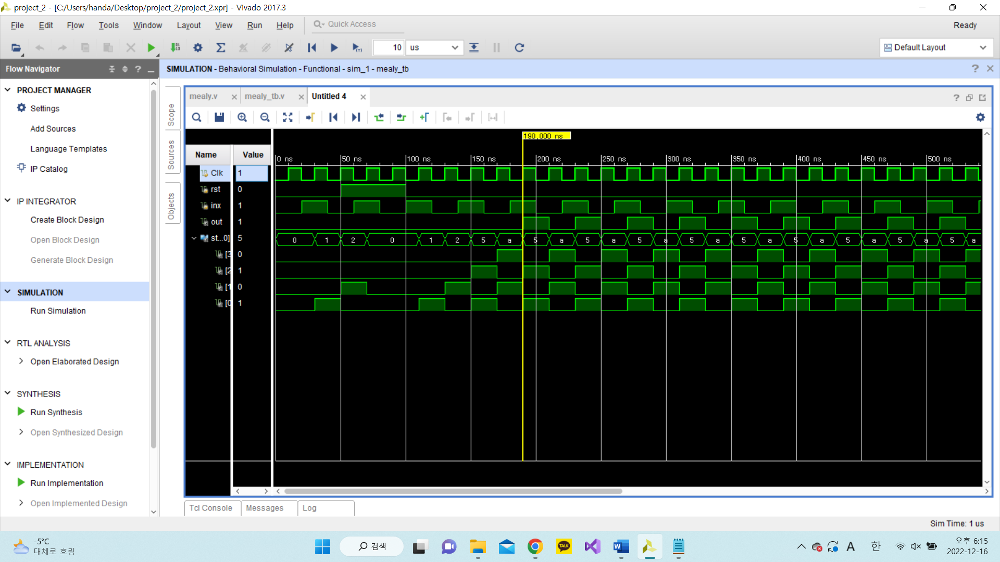 project_2 - [C:/Users/handa/Desktop/project_2/project_2.xpr] - Vivado 2017.3
File Edit Flow Tools Window Layout View Run Help Quick Access Ready
10 us Default Layout
Flow Navigator
SIMULATION - Behavioral Simulation - Functional - sim_1 - mealy_tb
PROJECT MANAGER
Settings
Add Sources
Language Templates
IP Catalog
IP INTEGRATOR
Create Block Design
Open Block Design
Generate Block Design
SIMULATION
Run Simulation
RTL ANALYSIS
Open Elaborated Design
SYNTHESIS
Run Synthesis
Open Synthesized Design
IMPLEMENTATION
Run Implementation
Open Implemented Design
Scope
Sources
Objects
mealy.v mealy_tb.v Untitled 4
190,000 ns
Name Value
0 ns 50 ns 100 ns 150 ns 200 ns 250 ns 300 ns 350 ns 400 ns 450 ns 500 ns
Clk 1
rst 0
inx 1
out 1
st...0] 5 0 1 2 0 1 2 5 a 5 a 5 a 5 a 5 a 5 a 5 a 5 a 5 a 5 a
[3 0
[2 1
[1 0
[0 1
Tcl Console Messages Log
Sim Time: 1 us
-5°C
대체로 흐림
검색
TALK
A 한
오후 6:15
2022-12-16